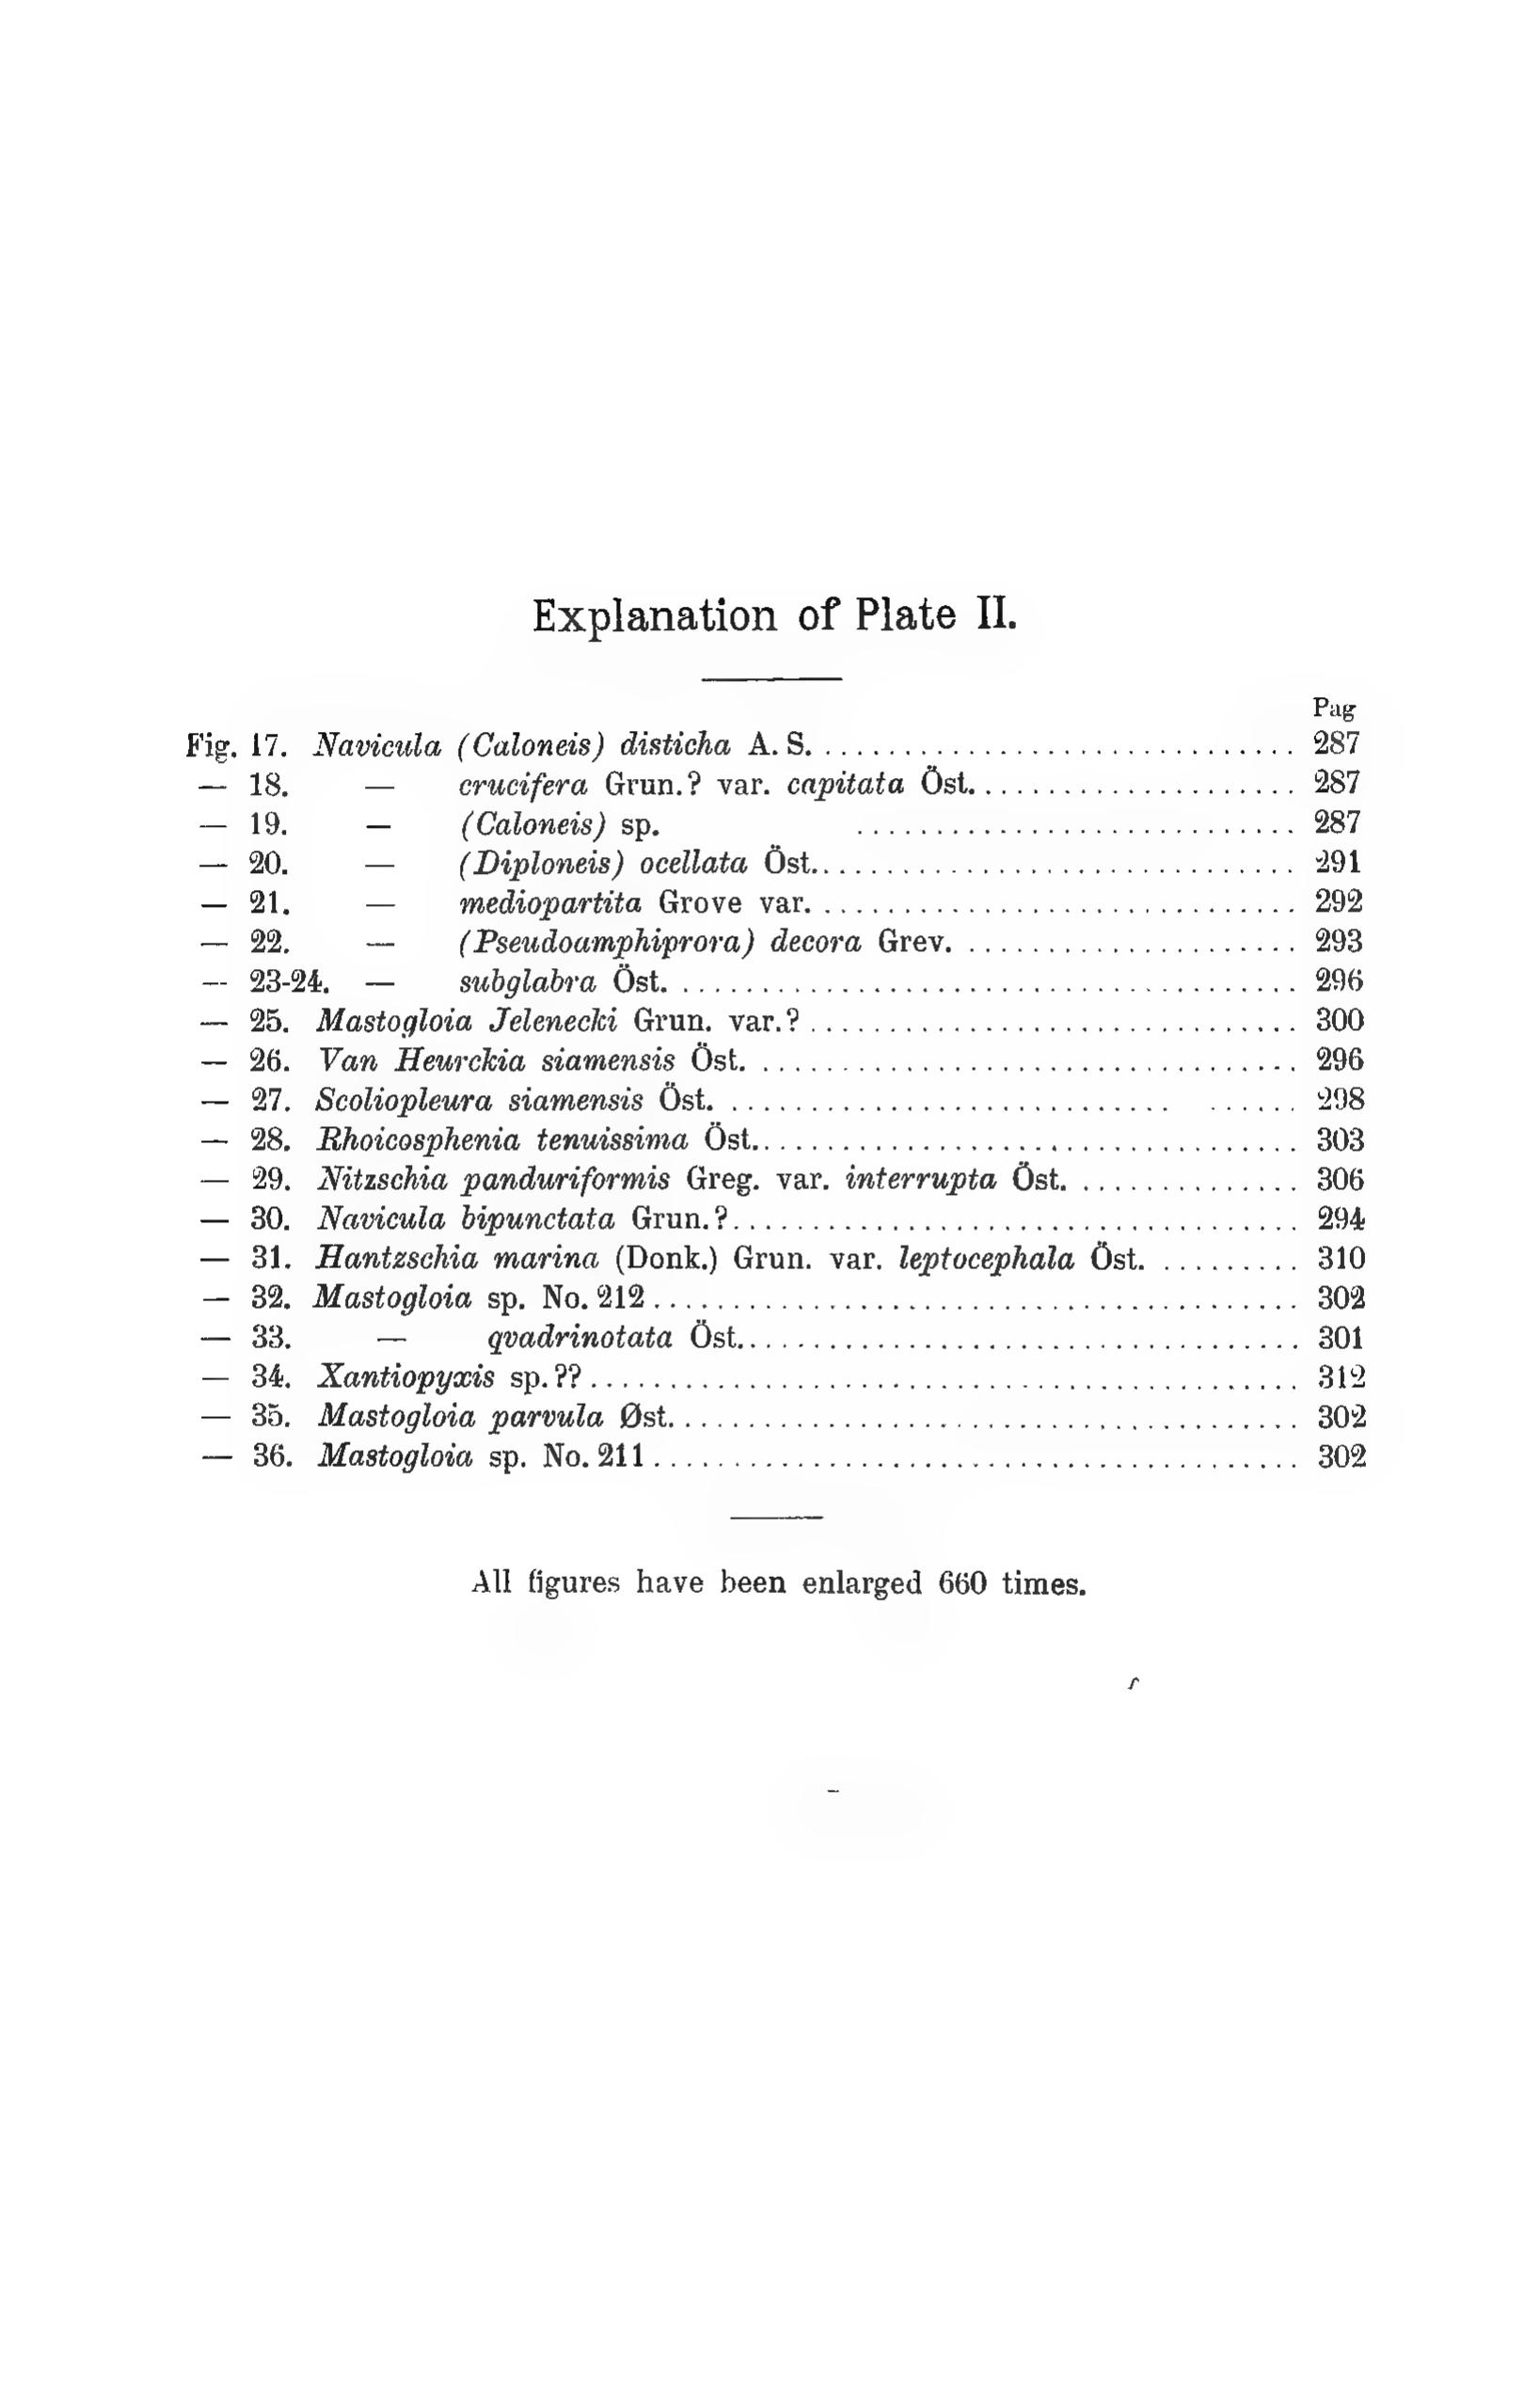 Explanation of Plate II.
Pag
Fig. 17. Navicula (Caloneis) disticha A. S. .............................. 287
— 18. — crucifera Grun.? var. capitata Öst. .................... 287
— 19. — (Caloneis) sp. ............................ 287
— 20. — (Diploneis) ocellata Öst. .............................. 291
— 21. — mediopartita Grove var. .............................. 292
— 22. — (Pseudoamphiprora) decora Grev. ..................... 293
— 23-24. — subglabra Öst. ....................................... 296
— 25. Mastogloia Jelenecki Grun. var.? ............................... 300
— 26. Van Heurckia siamensis Öst. .................................. 296
— 27. Scoliopleura siamensis Öst. ............................ ...... 298
— 28. Rhoicosphenia tenuissima Öst. .................................. 303
— 29. Nitzschia panduriformis Greg. var. interrupta Öst. .............. 306
— 30. Navicula bipunctata Grun.? .................................... 294
— 31. Hantzschia marina (Donk.) Grun. var. leptocephala Öst. ......... 310
— 32. Mastogloia sp. No. 212 ......................................... 302
— 33. — qvadrinotata Öst. ................................... 301
— 34. Xantiopyxis sp. ?? ............................................. 312
— 35. Mastogloia parvula Øst. ....................................... 302
— 36. Mastogloia sp. No. 211 ......................................... 302
All figures have been enlarged 660 times.